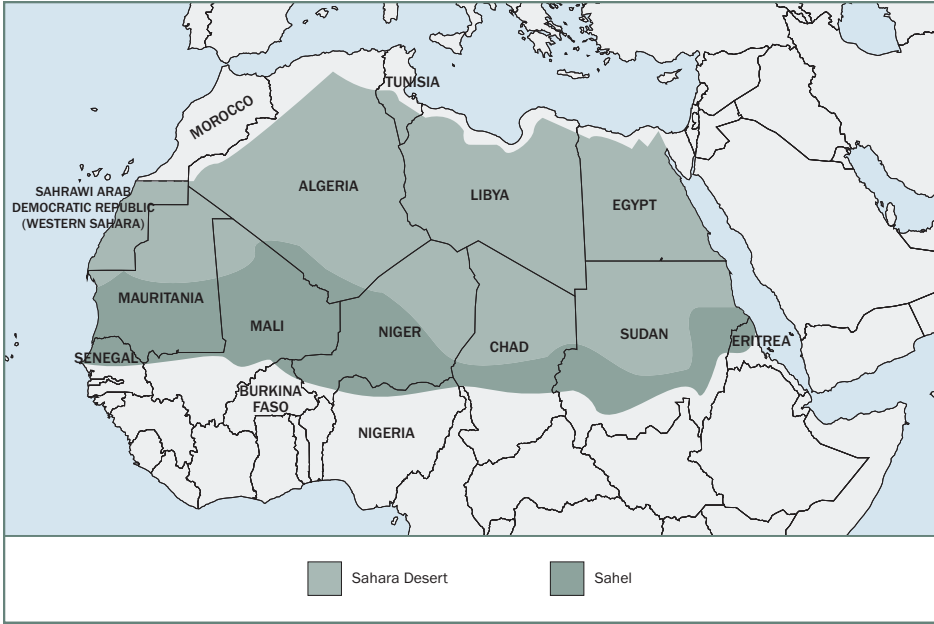 TUNISIA
MOROCCO
ALGERIA
LIBYA
EGYPT
SAHRAWI ARAB
DEMOCRATIC REPUBLIC
(WESTERN SAHARA)
MAURITANIA
MALI
NIGER
CHAD
SUDAN
ERITREA
SENEGAL
BURKINA
FASO
NIGERIA
Sahara Desert
Sahel